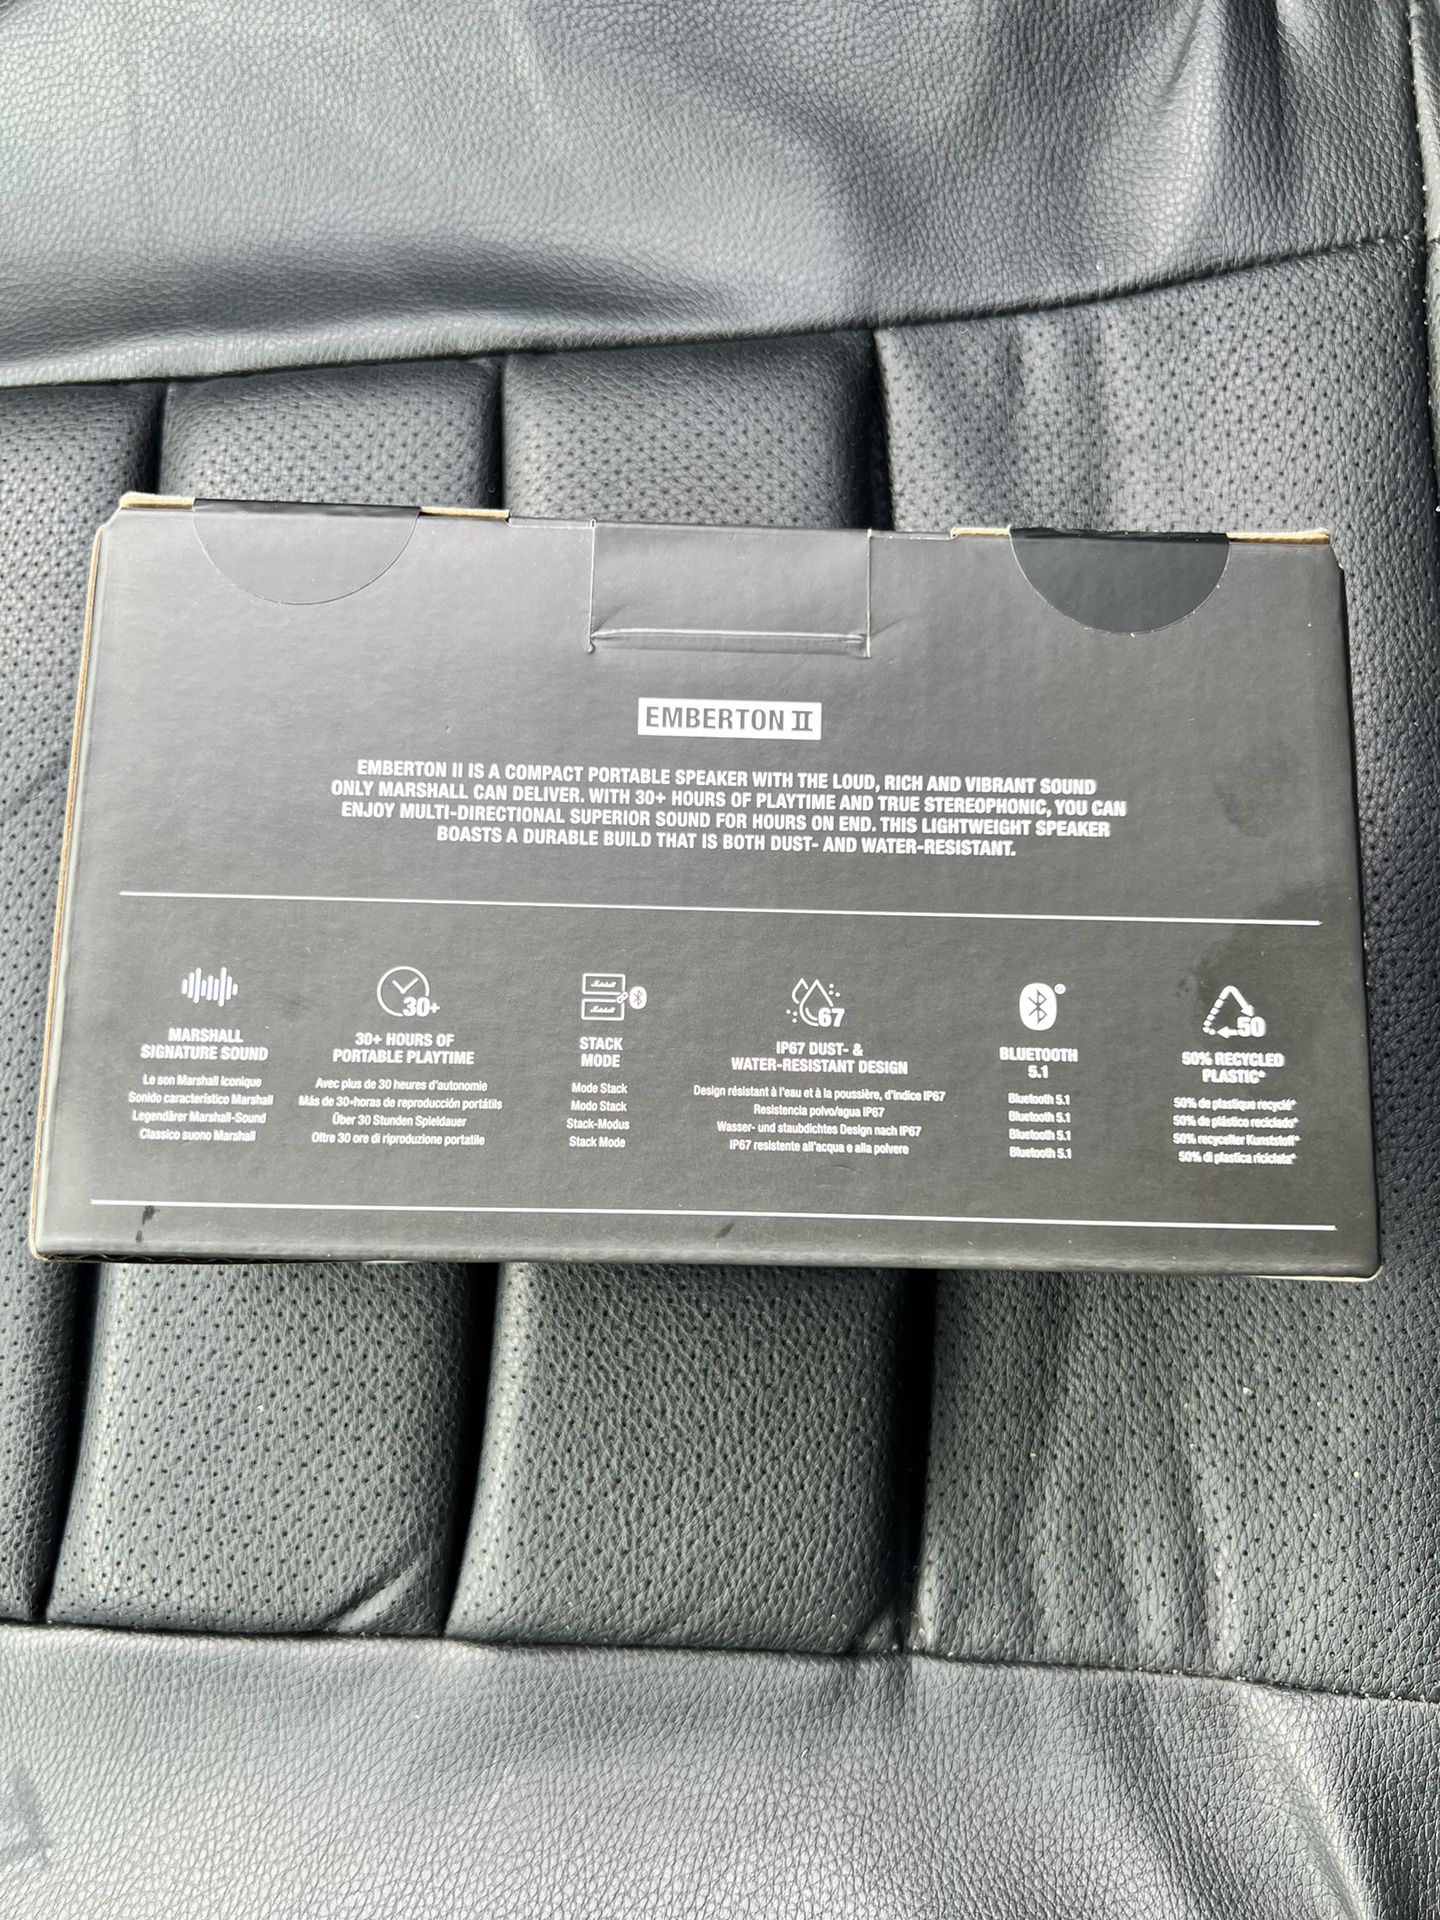 EMBERTON II
EMBERTON II IS A COMPACT PORTABLE SPEAKER WITH THE LOUD, RICH AND VIBRANT SOUND
ONLY MARSHALL CAN DELIVER. WITH 30+ HOURS OF PLAYTIME AND TRUE STEREOPHONIC, YOU CAN
ENJOY MULTI-DIRECTIONAL SUPERIOR SOUND FOR HOURS ON END. THIS LIGHTWEIGHT SPEAKER
BOASTS A DURABLE BUILD THAT IS BOTH DUST- AND WATER-RESISTANT.
MARSHALL
SIGNATURE SOUND
Le son Marshall iconique
Sonido característico Marshall
Legendärer Marshall-Sound
Classico suono Marshall
30+
30+ HOURS OF
PORTABLE PLAYTIME
Avec plus de 30 heures d'autonomie
Más de 30+horas de reproducción portátils
Über 30 Stunden Spieldauer
Oltre 30 ore di riproduzione portatile
Marshall
Marshall
STACK
MODE
Mode Stack
Modo Stack
Stack-Modus
Stack Mode
67
IP67 DUST- &
WATER-RESISTANT DESIGN
Design résistant à l'eau et à la poussière, d'indice IP67
Resistencia polvo/agua IP67
Wasser- und staubdichtes Design nach IP67
IP67 resistente all'acqua e alla polvere
BLUETOOTH
5.1
Bluetooth 5.1
Bluetooth 5.1
Bluetooth 5.1
Bluetooth 5.1
50
50% RECYCLED
PLASTIC*
50% de plastique recyclé*
50% de plástico reciclado*
50% recycelter Kunststoff*
50% di plastica riciclata*